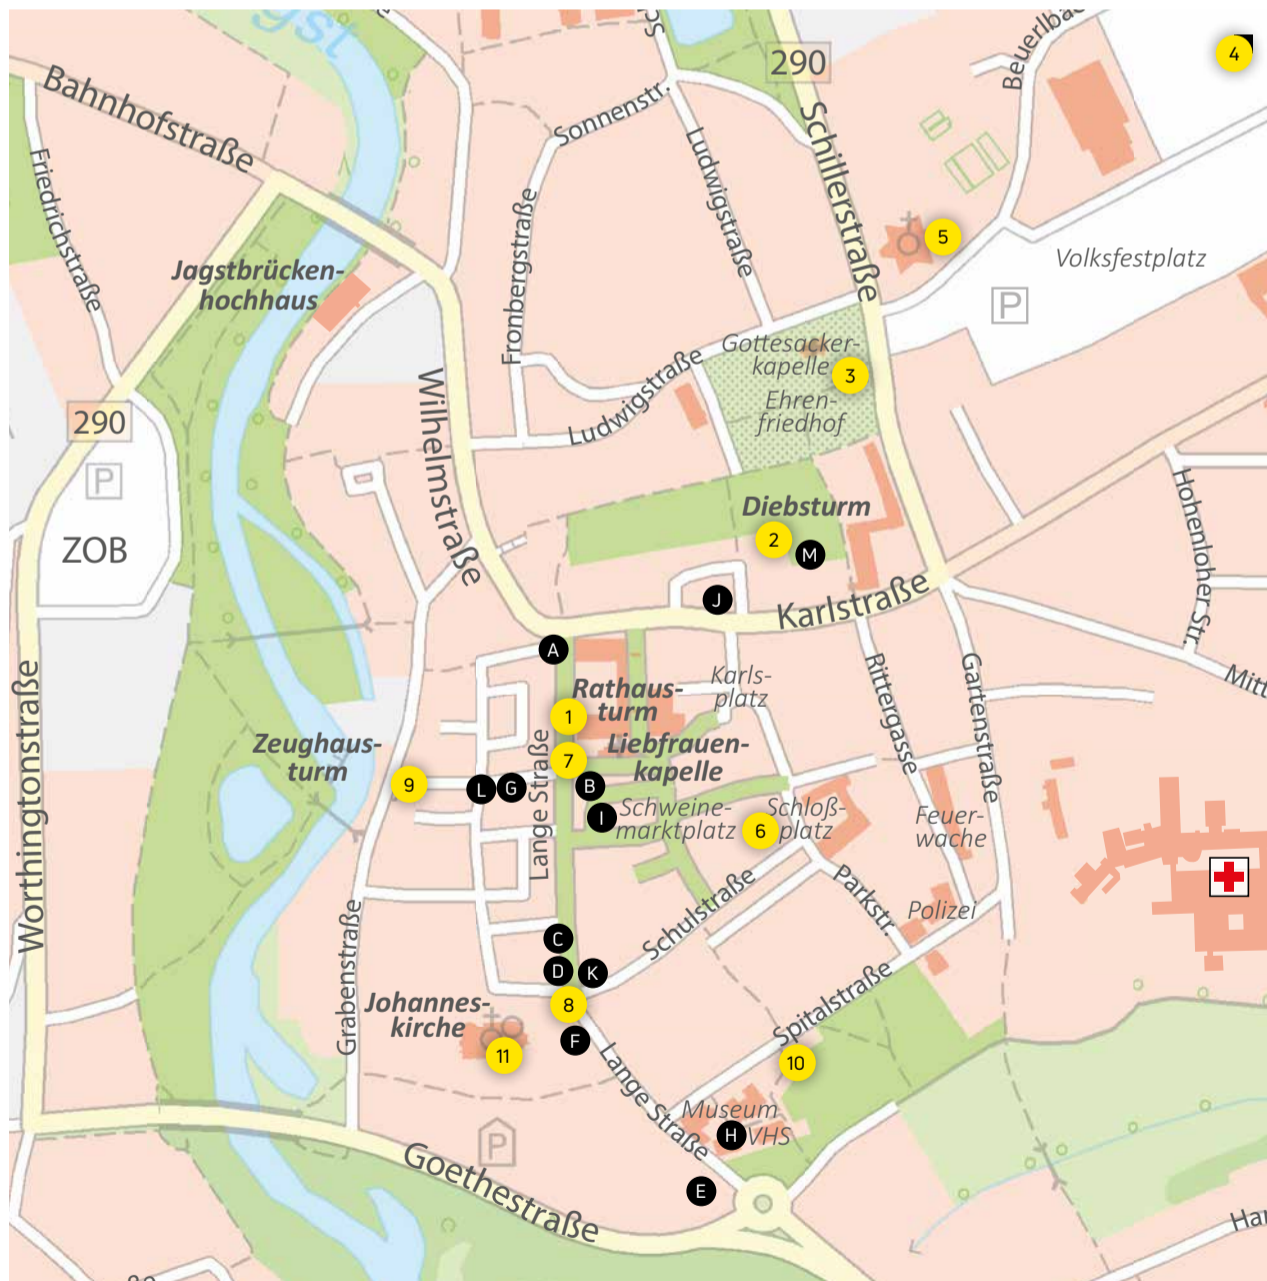 gst
290
Bahnhofstraße
Friedrichstraße
Sonnenstr.
Ludwigstraße
Schillerstraße
4
5
Volksfestplatz
P
Jagstbrücken-
hochhaus
Fronbergstraße
Gottesacker-
kapelle
3
Ehren-
friedhof
Ludwigstraße
Wilhelmstraße
290
P
ZOB
Diebsturm
2
M
Hohenloher Str.
J
Karlstraße
A
Rathaus-
turm
1
Karls-
platz
Rittergasse
Gartenstraße
Worthingtonstraße
Zeughaus-
turm
9
7
Liebfrauen-
kapelle
L
G
B
Lange Straße
I
Schweine-
marktplatz
6
Schloß-
platz
Feuer-
wache
Parkstr.
Schulstraße
Polizei
Grabenstraße
C
D
K
8
Johannes-
kirche
11
F
Spitalstraße
10
Lange Straße
Museum
H
VHS
P
Goethestraße
E